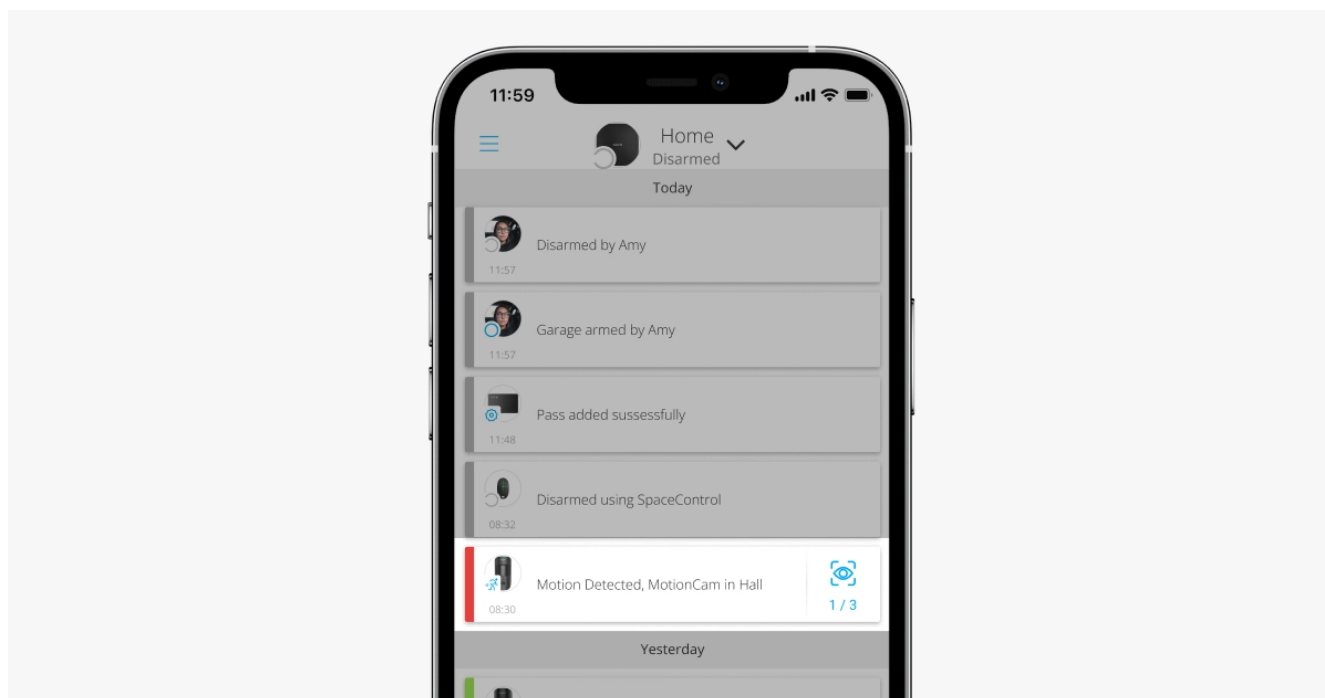 11:59
Home
Disarmed
Today
Disarmed by Amy
11:57
Garage armed by Amy
11:57
Pass added sussessfully
11:48
Disarmed using SpaceControl
08:32
Motion Detected, MotionCam in Hall
1 / 3
08:30
Yesterday